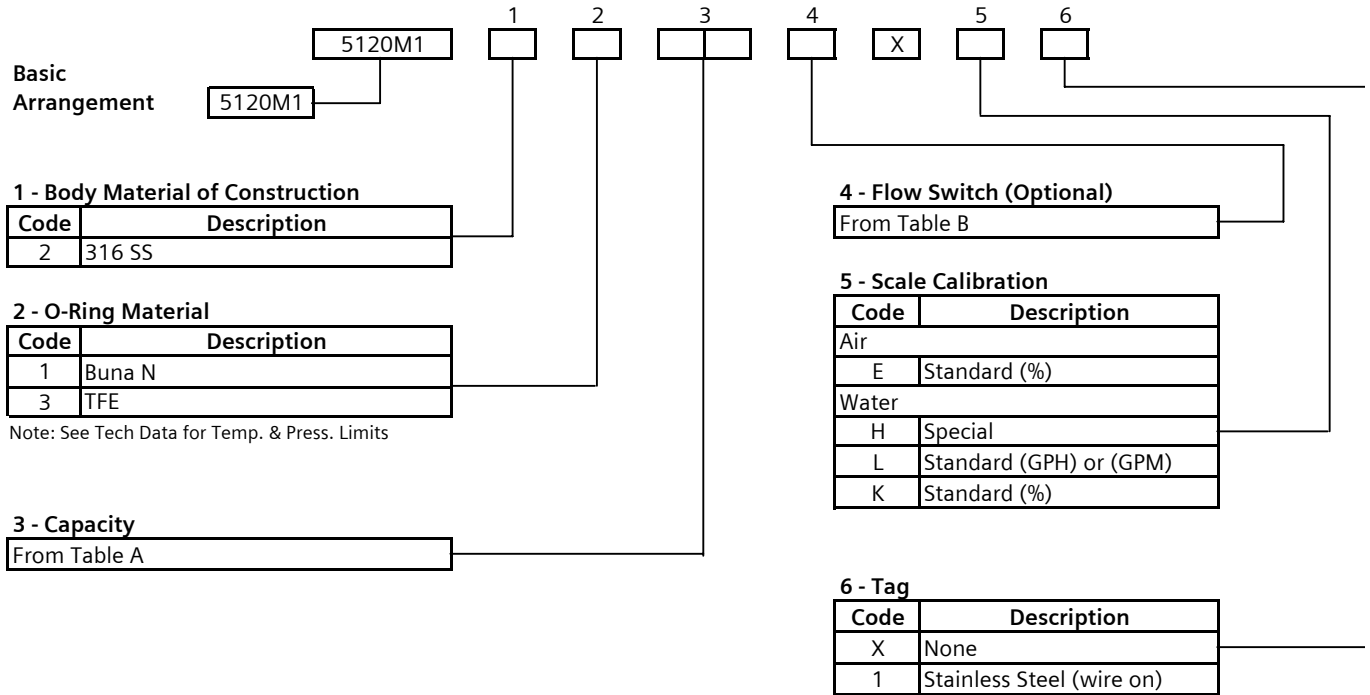 1 2 3 4 5 6
5120M1 X
Basic
Arrangement 5120M1
1 - Body Material of Construction
Code Description
2 316 SS
2 - O-Ring Material
Code Description
1 Buna N
3 TFE
Note: See Tech Data for Temp. & Press. Limits
3 - Capacity
From Table A
4 - Flow Switch (Optional)
From Table B
5 - Scale Calibration
Code Description
Air
E Standard (%)
Water
H Special
L Standard (GPH) or (GPM)
K Standard (%)
6 - Tag
Code Description
X None
1 Stainless Steel (wire on)